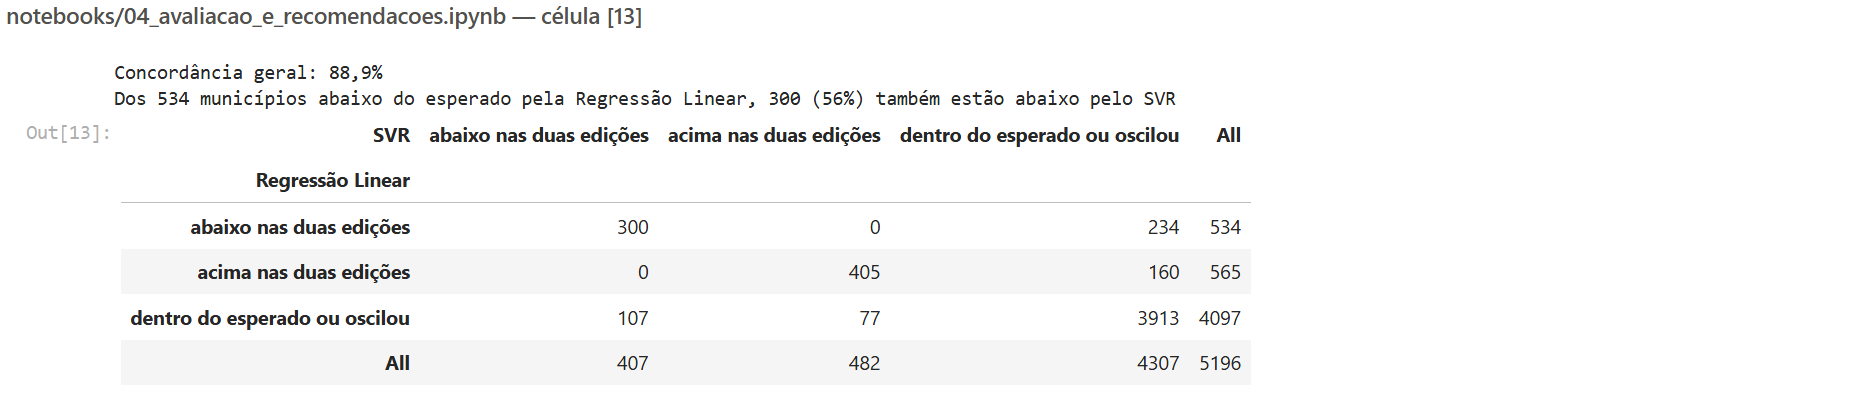 notebooks/04_avaliacao_e_recomendacoes.ipynb — célula [13]
Concordância geral: 88,9%
Dos 534 municípios abaixo do esperado pela Regressão Linear, 300 (56%) também estão abaixo pelo SVR
Out[13]:
SVR abaixo nas duas edições acima nas duas edições dentro do esperado ou oscilou All
Regressão Linear
abaixo nas duas edições 300 0 234 534
acima nas duas edições 0 405 160 565
dentro do esperado ou oscilou 107 77 3913 4097
All 407 482 4307 5196